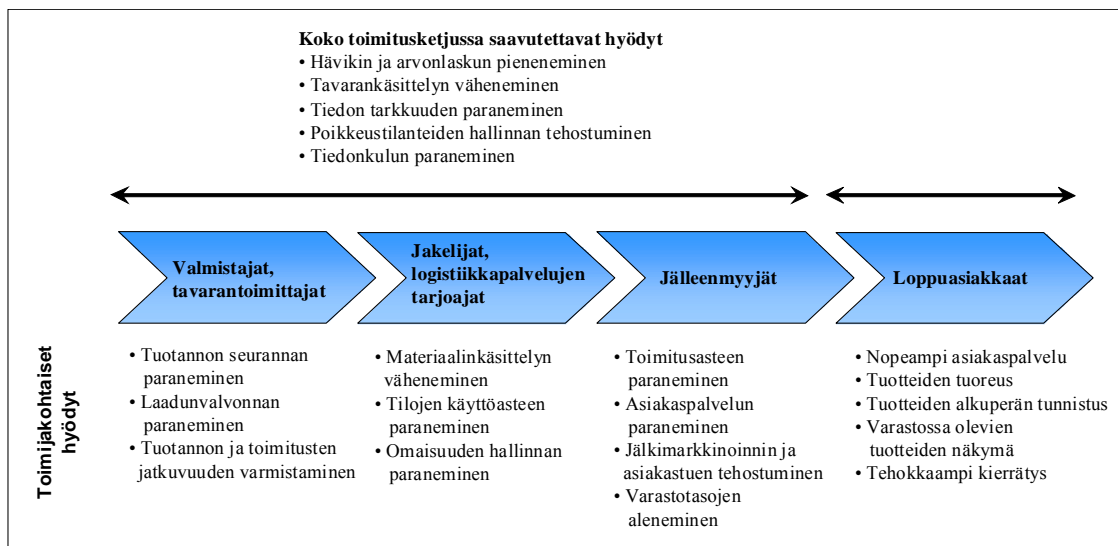 Koko toimitusketjussa saavutettavat hyödyt
• Hävikin ja arvonlaskun pieneneminen
• Tavarankäsittelyn väheneminen
• Tiedon tarkkuuden paraneminen
• Poikkeustilanteiden hallinnan tehostuminen
• Tiedonkulun paraneminen
Valmistajat,
tavarantoimittajat
Jakelijat,
logistiikkapalvelujen
tarjoajat
Jälleenmyyjät
Loppuasiakkaat
Toimijakohtaiset
hyödyt
• Tuotannon seurannan
paraneminen
• Laadunvalvonnan
paraneminen
• Tuotannon ja toimitusten
jatkuvuuden varmistaminen
• Materiaalinkäsittelyn
väheneminen
• Tilojen käyttöasteen
paraneminen
• Omaisuuden hallinnan
paraneminen
• Toimitusasteen
paraneminen
• Asiakaspalvelun
paraneminen
• Jälkimarkkinoinnin ja
asiakastuen tehostuminen
• Varastotasojen
aleneminen
• Nopeampi asiakaspalvelu
• Tuotteiden tuoreus
• Tuotteiden alkuperän tunnistus
• Varastossa olevien
tuotteiden näkymä
• Tehokkaampi kierrätys